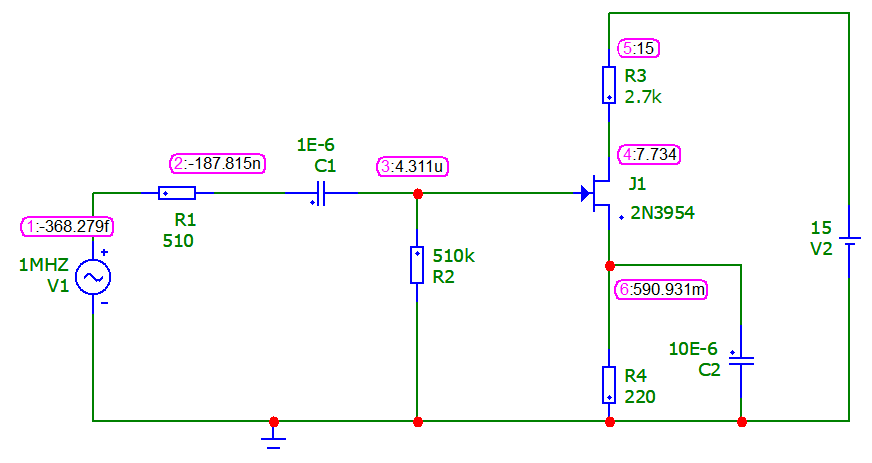 5:15
R3
2.7k
1E-6
C1
2:-187.815n
3:4.311u
4:7.734
J1
2N3954
R1
510
1:-368.279f
15
V2
510k
R2
1MHZ
V1
+
-
6:590.931m
10E-6
C2
R4
220